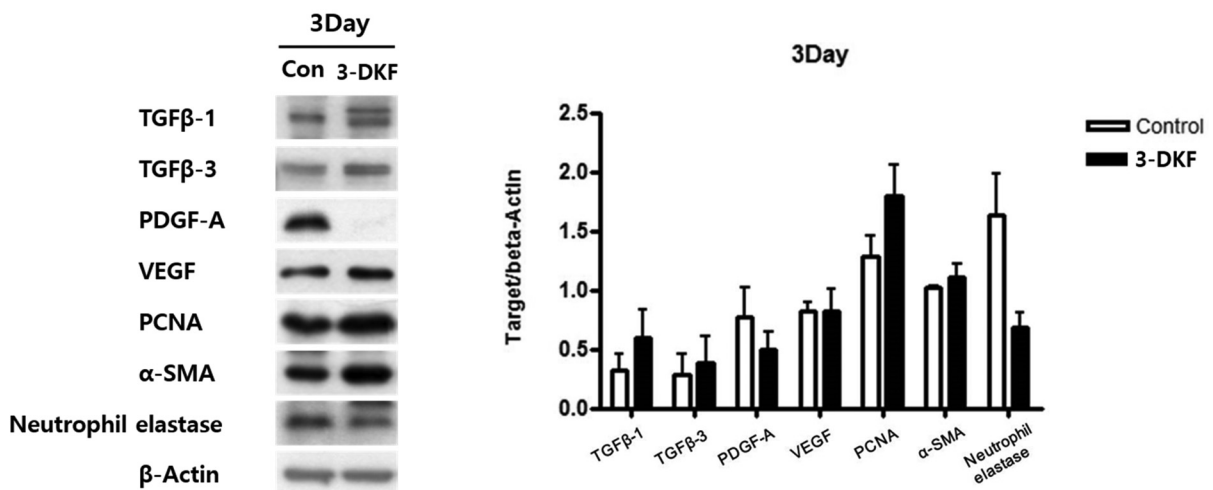 3Day
Con 3-DKF
TGFβ-1
TGFβ-3
PDGF-A
VEGF
PCNA
α-SMA
Neutrophil elastase
β-Actin
3Day
Target/beta-Actin
2.5
2.0
1.5
1.0
0.5
0.0
TGFβ-1
TGFβ-3
PDGF-A
VEGF
PCNA
α-SMA
Neutrophil
elastase
Control
3-DKF